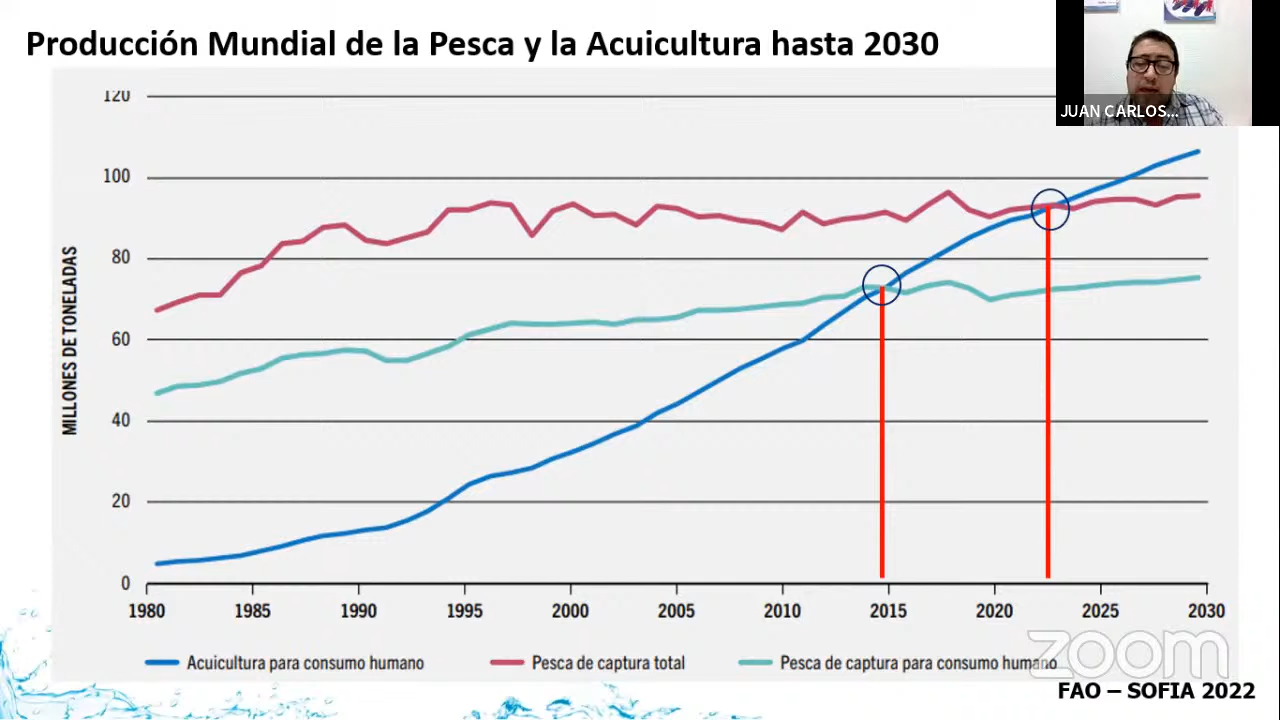 Producción Mundial de la Pesca y la Acuicultura hasta 2030
JUAN CARLOS...
MILLONES DE TONELADAS
120
100
80
60
40
20
0
1980 1985 1990 1995 2000 2005 2010 2015 2020 2025 2030
Acuicultura para consumo humano Pesca de captura total Pesca de captura para consumo humano
zoom
FAO – SOFIA 2022